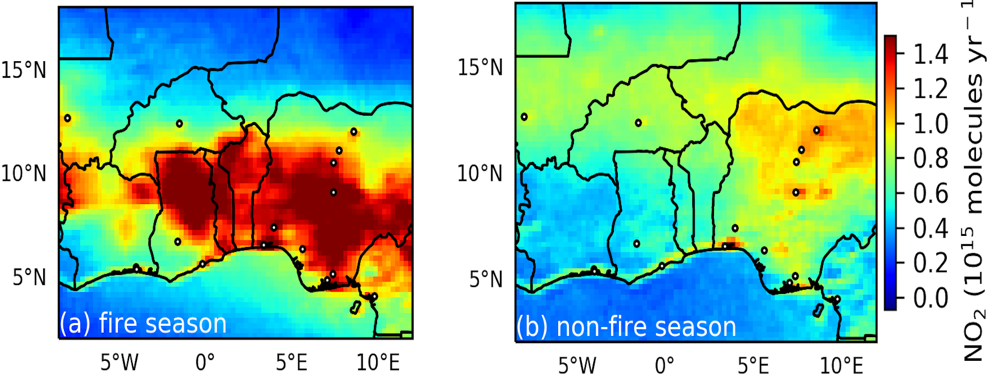 15°N
10°N
5°N
(a) fire season
5°W 0° 5°E 10°E
15°N
10°N
5°N
(b) non-fire season
5°W 0° 5°E 10°E
1.4
1.2
1.0
0.8
0.6
0.4
0.2
0.0
NO₂ (10¹⁵ molecules yr⁻¹